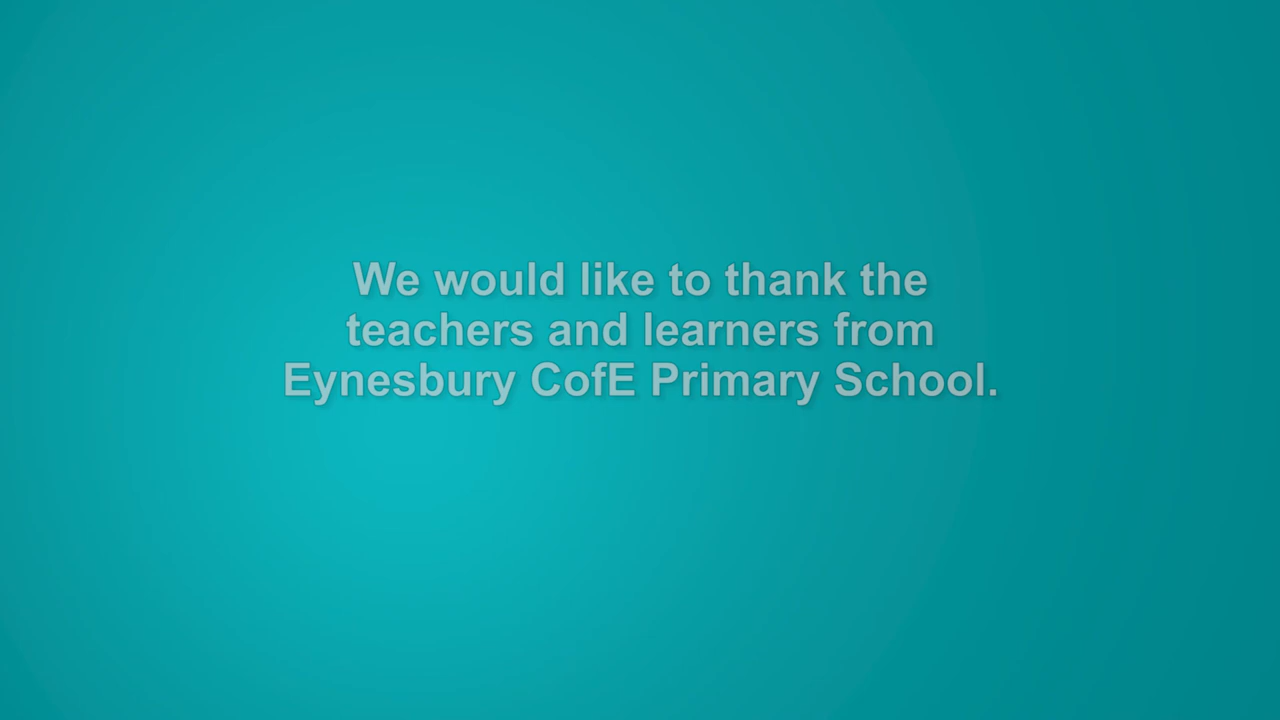 We would like to thank the
teachers and learners from
Eynesbury CofE Primary School.